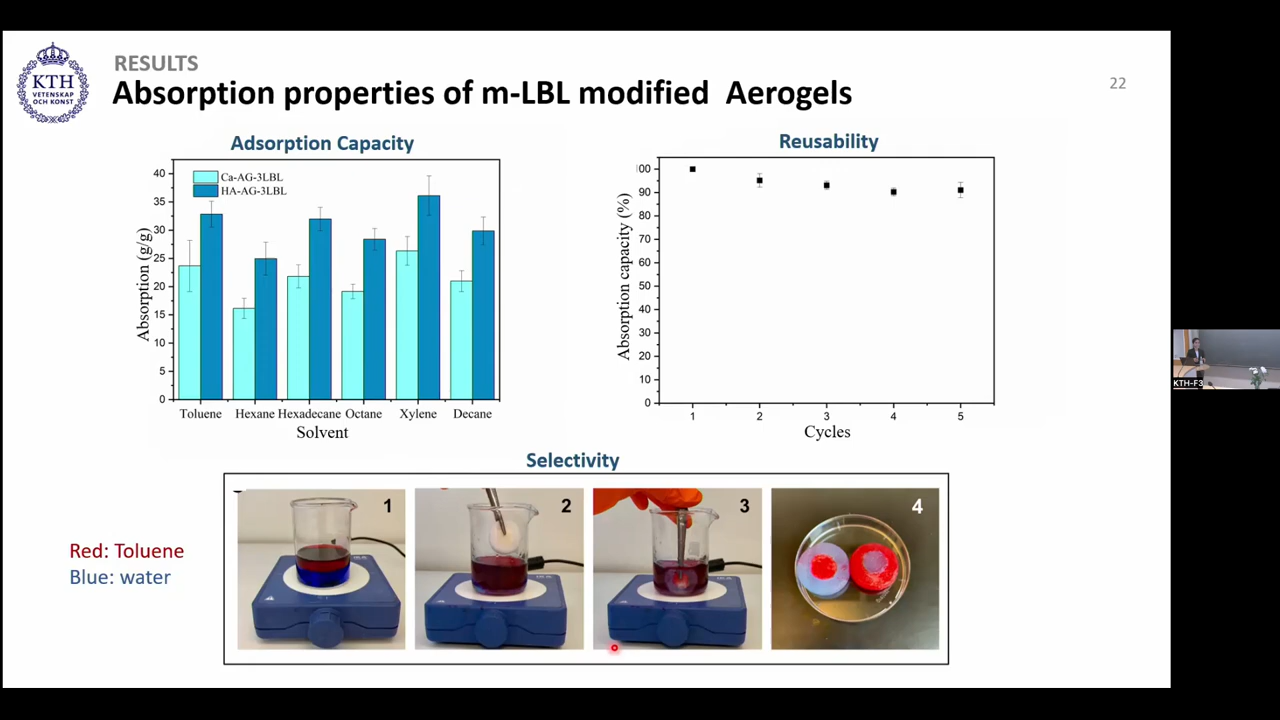 KTH
VETENSKAP
OCH KONST
RESULTS
Absorption properties of m-LBL modified Aerogels
22
Adsorption Capacity
Absorption (g/g)
40
35
30
25
20
15
10
5
0
Ca-AG-3LBL
HA-AG-3LBL
Toluene Hexane Hexadecane Octane Xylene Decane
Solvent
Reusability
Absorption capacity (%)
100
90
80
70
60
50
40
30
20
10
0
1 2 3 4 5
Cycles
Selectivity
Red: Toluene
Blue: water
1
2
3
4
KTH-F3